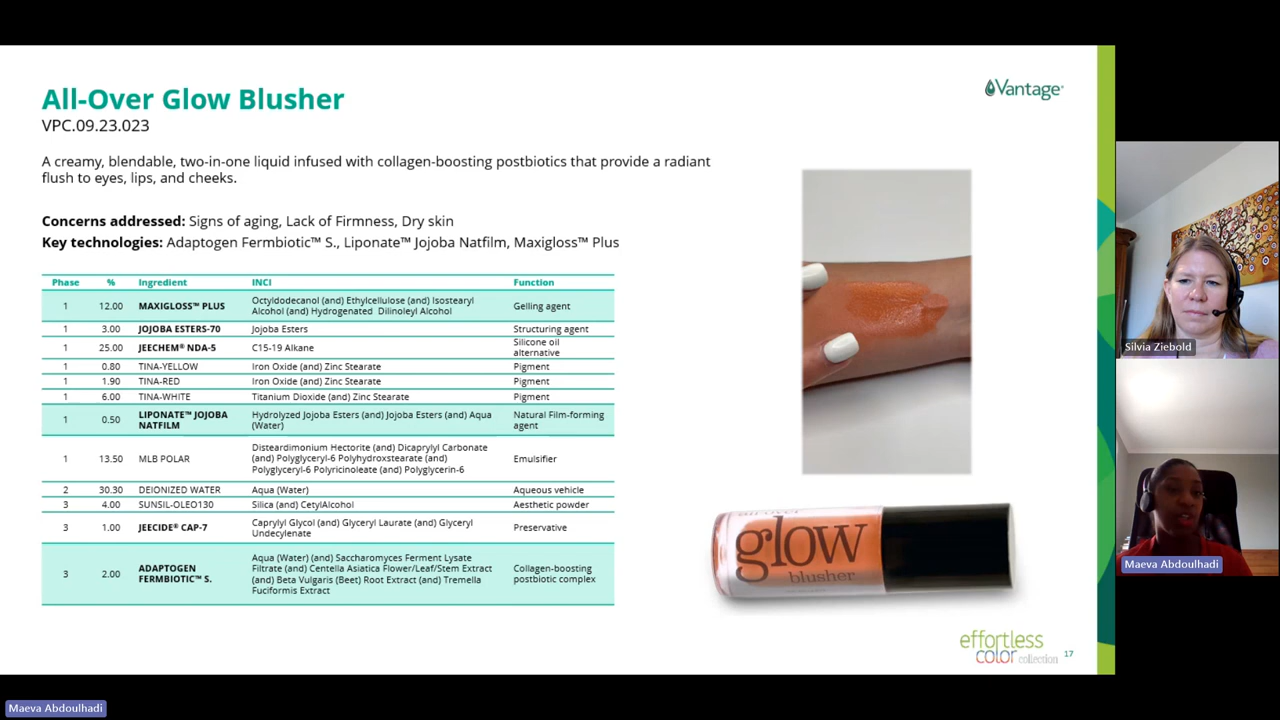 All-Over Glow Blusher
VPC.09.23.023
Vantage
A creamy, blendable, two-in-one liquid infused with collagen-boosting postbiotics that provide a radiant
flush to eyes, lips, and cheeks.
Concerns addressed: Signs of aging, Lack of Firmness, Dry skin
Key technologies: Adaptogen Fermbiotic™ S., Liponate™ Jojoba Natfilm, Maxigloss™ Plus
Phase % Ingredient INCI Function
1 12.00 MAXIGLOSS™ PLUS Octyldodecanol (and) Ethylcellulose (and) Isostearyl
Alcohol (and) Hydrogenated Dilinoleyl Alcohol Gelling agent
1 3.00 JOJOBA ESTERS-70 Jojoba Esters Structuring agent
1 25.00 JEECHEM® NDA-5 C15-19 Alkane Silicone oil
alternative
1 0.80 TINA-YELLOW Iron Oxide (and) Zinc Stearate Pigment
1 1.90 TINA-RED Iron Oxide (and) Zinc Stearate Pigment
1 6.00 TINA-WHITE Titanium Dioxide (and) Zinc Stearate Pigment
1 0.50 LIPONATE™ JOJOBA Hydrolyzed Jojoba Esters (and) Jojoba Esters (and) Aqua Natural Film-forming
NATFILM (Water) agent
1 13.50 MLB POLAR Disteardimonium Hectorite (and) Dicaprylyl Carbonate
(and) Polyglyceryl-6 Polyhydroxstearate (and)
Polyglyceryl-6 Polyricinoleate (and) Polyglycerin-6 Emulsifier
2 30.30 DEIONIZED WATER Aqua (Water) Aqueous vehicle
3 4.00 SUNSIL-OLEO130 Silica (and) CetylAlcohol Aesthetic powder
3 1.00 JEECIDE® CAP-7 Caprylyl Glycol (and) Glyceryl Laurate (and) Glyceryl
Undecylenate Preservative
3 2.00 ADAPTOGEN
FERMBIOTIC™ S. Aqua (Water) (and) Saccharomyces Ferment Lysate
Filtrate (and) Centella Asiatica Flower/Leaf/Stem Extract
(and) Beta Vulgaris (Beet) Root Extract (and) Tremella
Fuciformis Extract Collagen-boosting
postbiotic complex
all over
glow
blusher
effortless
color collection
17
Silvia Ziebold
Maeva Abdoulhadi
Maeva Abdoulhadi